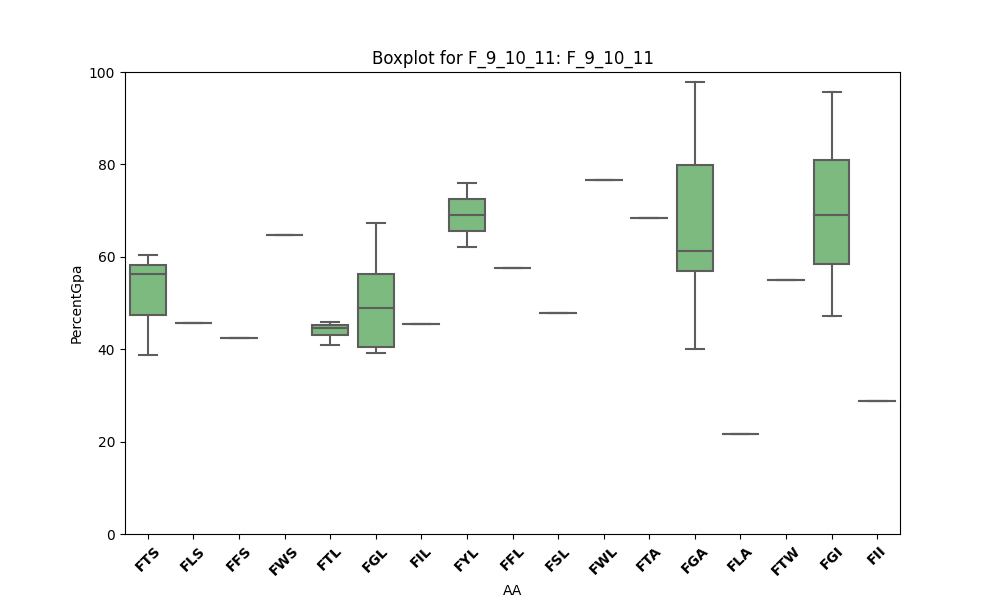 Boxplot for F_9_10_11: F_9_10_11
100
80
60
40
20
0
PercentGpa
FTS FLS FFS FWS FTL FGL FIL FYL FFL FSL FWL FTA FGA FLA FTW FGI FII
AA